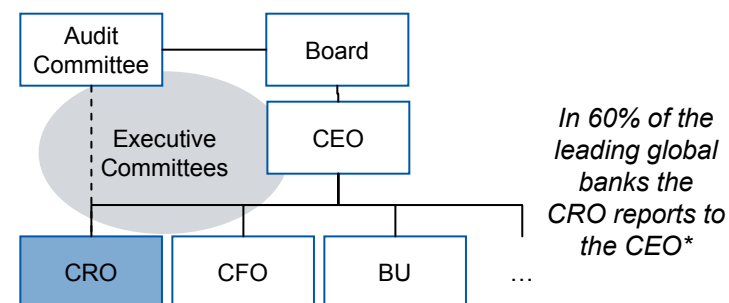 Audit
Committee
Board
Executive
Committees
CEO
In 60% of the
leading global
banks the
CRO reports to
the CEO*
CRO
CFO
BU
...